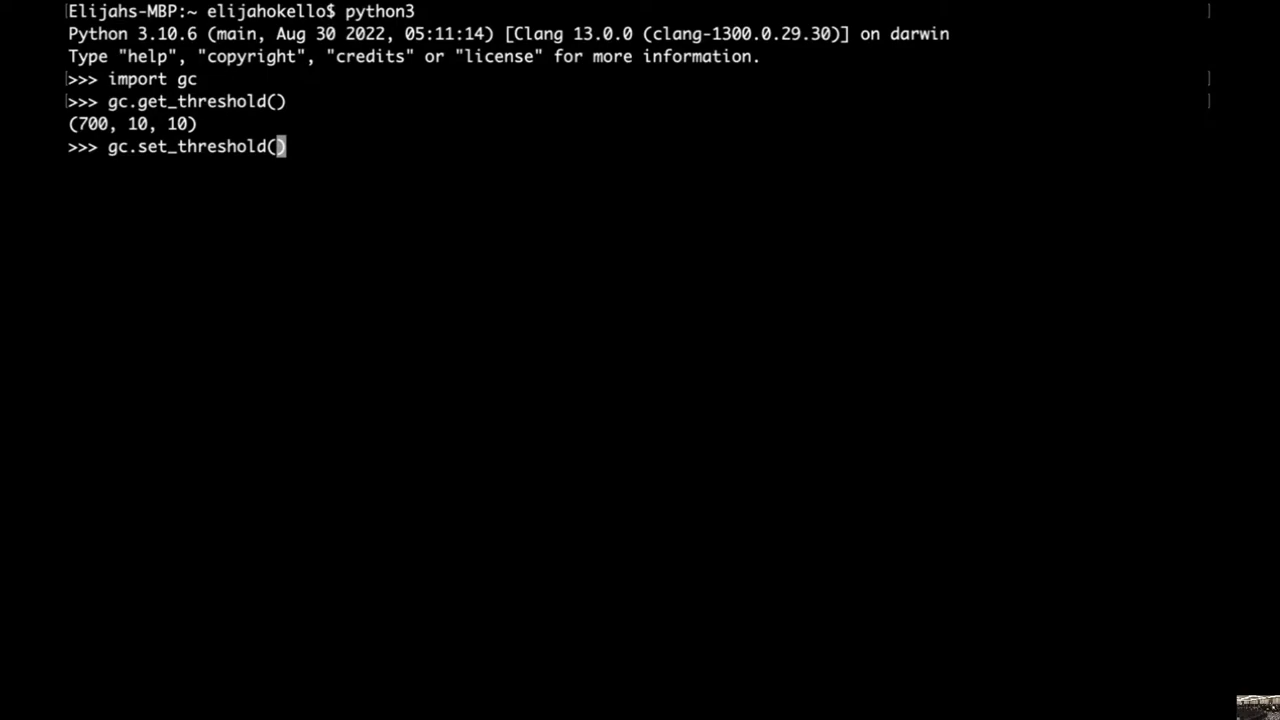 Elijahs-MBP:~ elijahokello$ python3
Python 3.10.6 (main, Aug 30 2022, 05:11:14) [Clang 13.0.0 (clang-1300.0.29.30)] on darwin
Type "help", "copyright", "credits" or "license" for more information.
>>> import gc
>>> gc.get_threshold()
(700, 10, 10)
>>> gc.set_threshold()